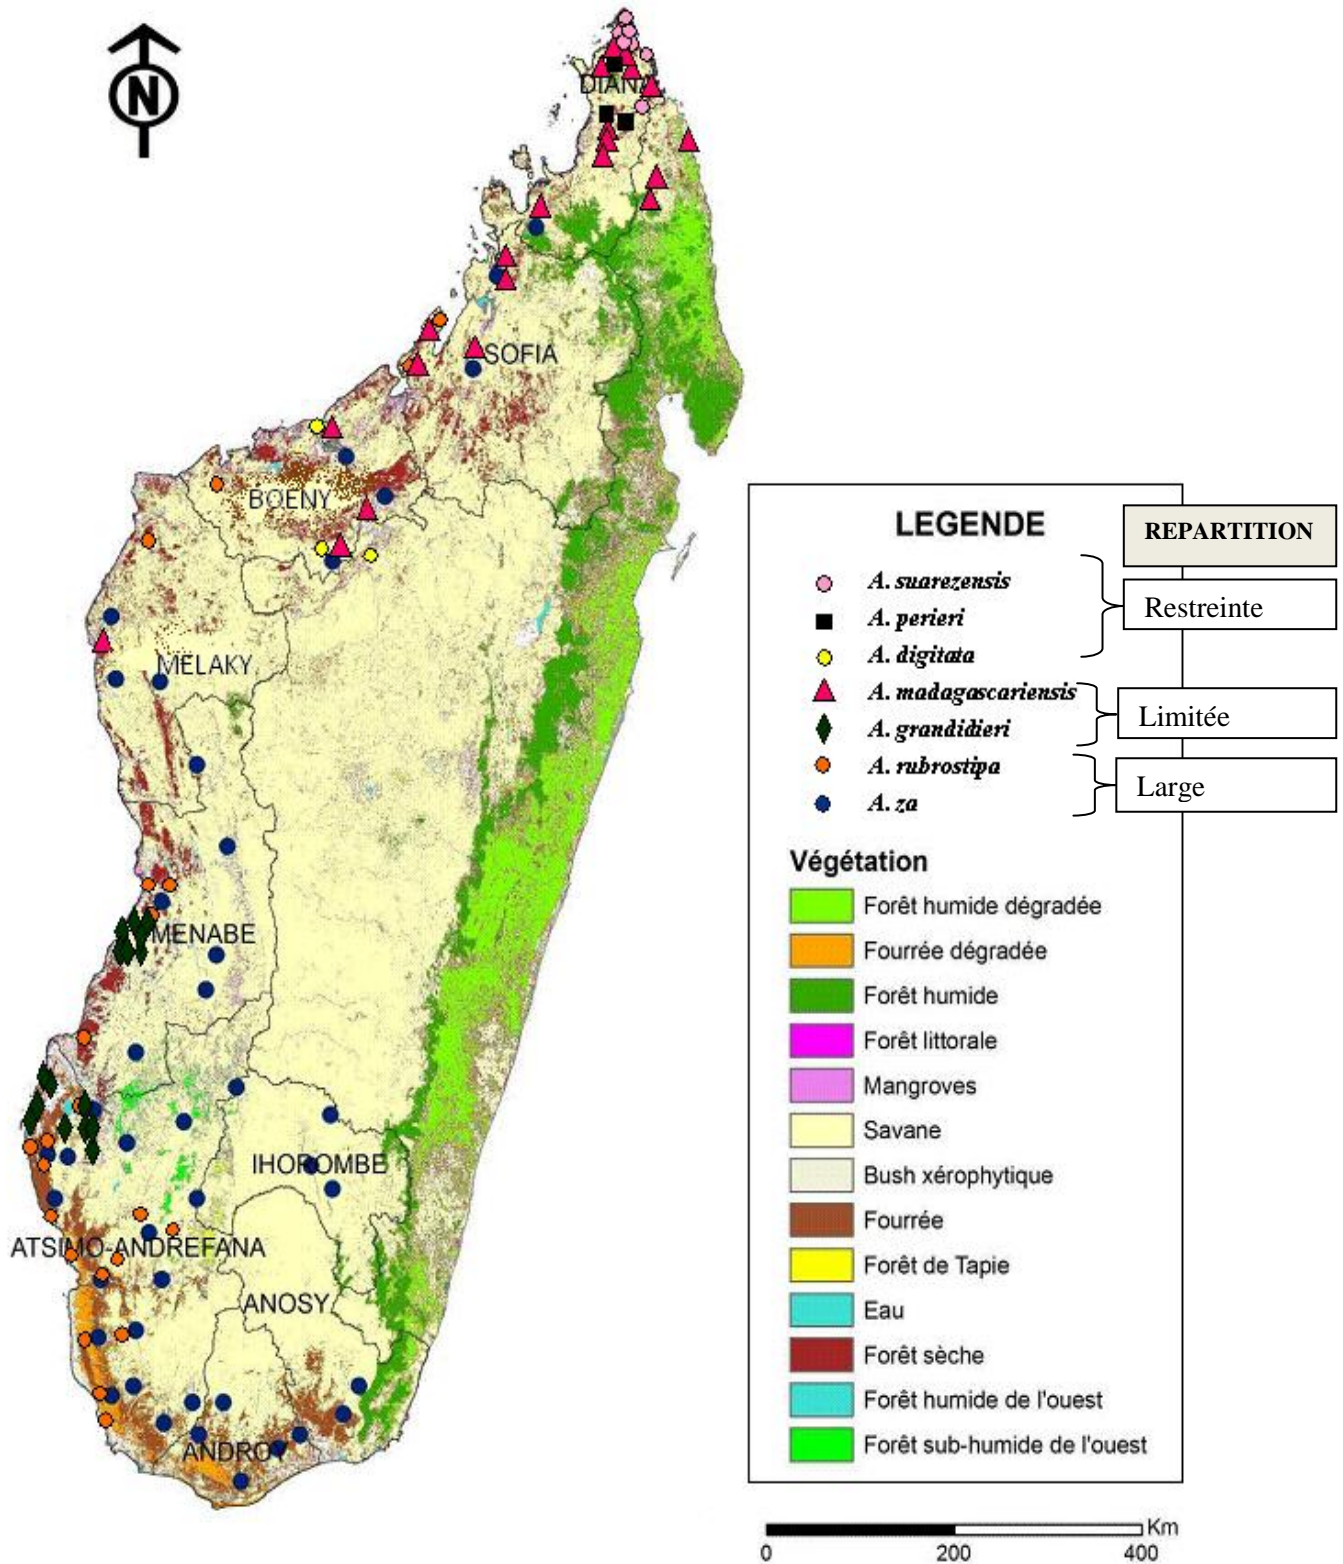 N
DIANA
SOFIA
BOENY
MELAKY
MENABE
IHOROMBE
ATSIMO-ANDREFANA
ANOSY
ANDROY
LEGENDE
REPARTITION
A. suarezensis
Restreinte
A. perieri
A. digitata
A. madagascariensis
Limitée
A. grandidieri
A. rubrostipa
Large
A. za
Végétation
Forêt humide dégradée
Fourrée dégradée
Forêt humide
Forêt littorale
Mangroves
Savane
Bush xérophytique
Fourrée
Forêt de Tapie
Eau
Forêt sèche
Forêt humide de l'ouest
Forêt sub-humide de l'ouest
Km
0 200 400